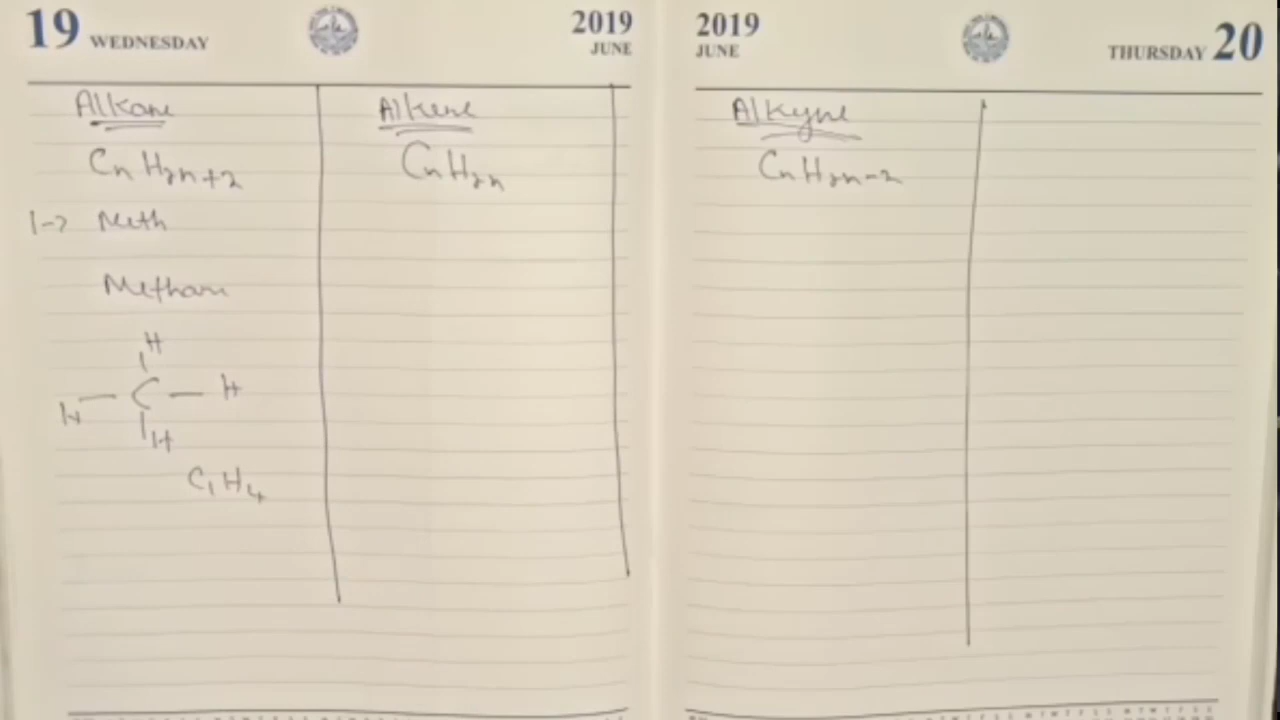 19 WEDNESDAY
2019
JUNE
Alkane
Alkene
CnH2n+2
CnH2n
1-> Meth
Methane
H
H C H
H
C1H4
2019
JUNE
THURSDAY 20
Alkyne
CnH2n-2